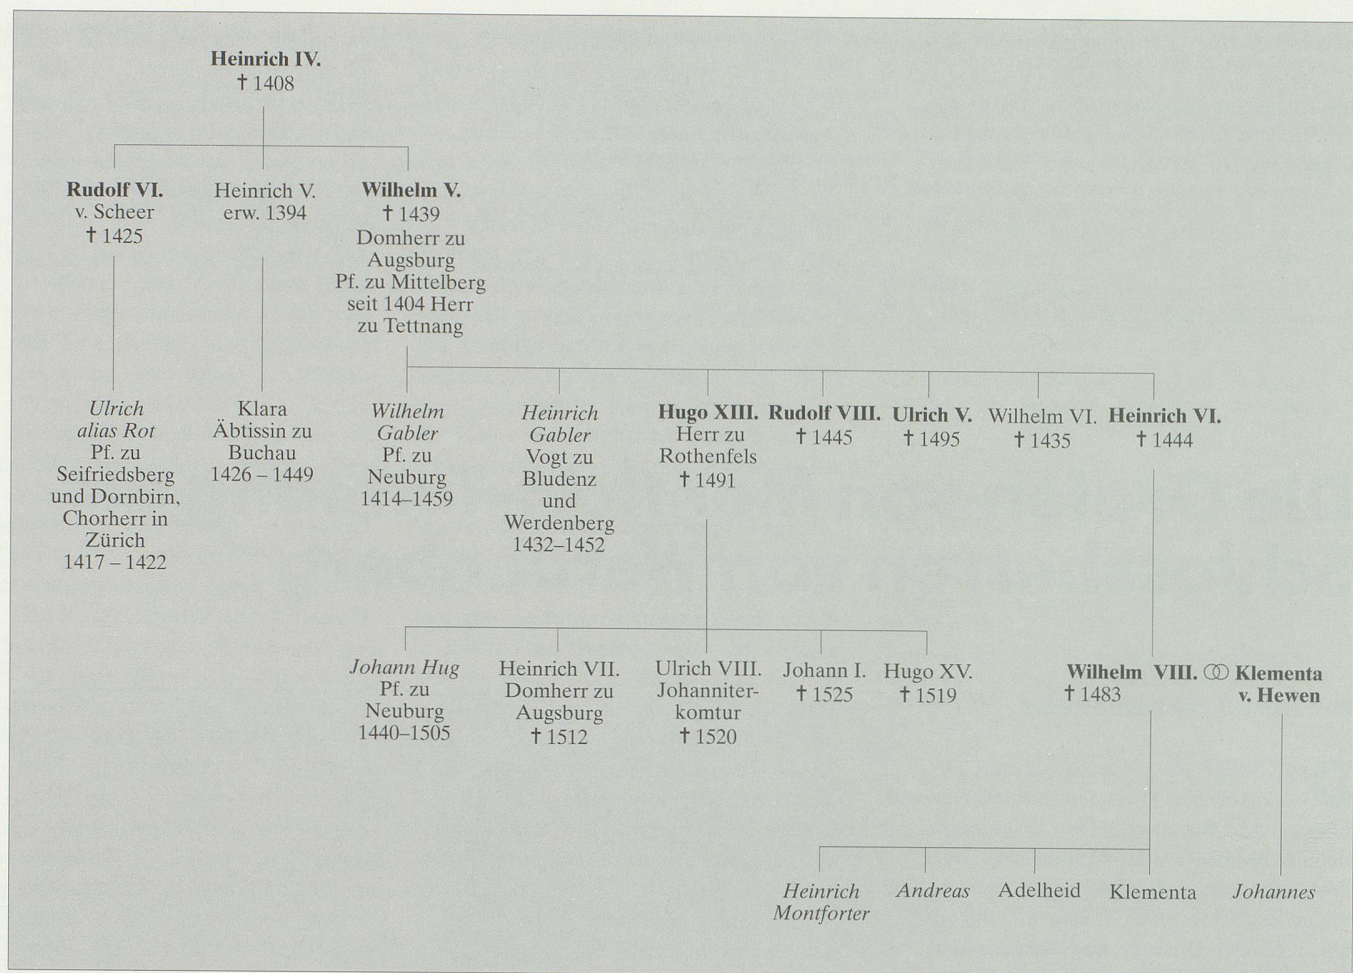 Heinrich IV.
† 1408
Rudolf VI.
v. Scheer
† 1425
Heinrich V.
erw. 1394
Wilhelm V.
† 1439
Domherr zu
Augsburg
Pf. zu Mittelberg
seit 1404 Herr
zu Tettnang
Ulrich
alias Rot
Pf. zu
Seifriedsberg
und Dornbirn,
Chorherr in
Zürich
1417 – 1422
Klara
Äbtissin zu
Buchau
1426 – 1449
Wilhelm
Gabler
Pf. zu
Neuburg
1414–1459
Heinrich
Gabler
Vogt zu
Bludenz
und
Werdenberg
1432–1452
Hugo XIII.
Herr zu
Rothenfels
† 1491
Rudolf VIII.
† 1445
Ulrich V.
† 1495
Wilhelm VI.
† 1435
Heinrich VI.
† 1444
Johann Hug
Pf. zu
Neuburg
1440–1505
Heinrich VII.
Domherr zu
Augsburg
† 1512
Ulrich VIII.
Johanniter-
komtur
† 1520
Johann I.
† 1525
Hugo XV.
† 1519
Wilhelm VIII.
† 1483
Klementa
v. Hewen
Heinrich
Montforter
Andreas
Adelheid
Klementa
Johannes